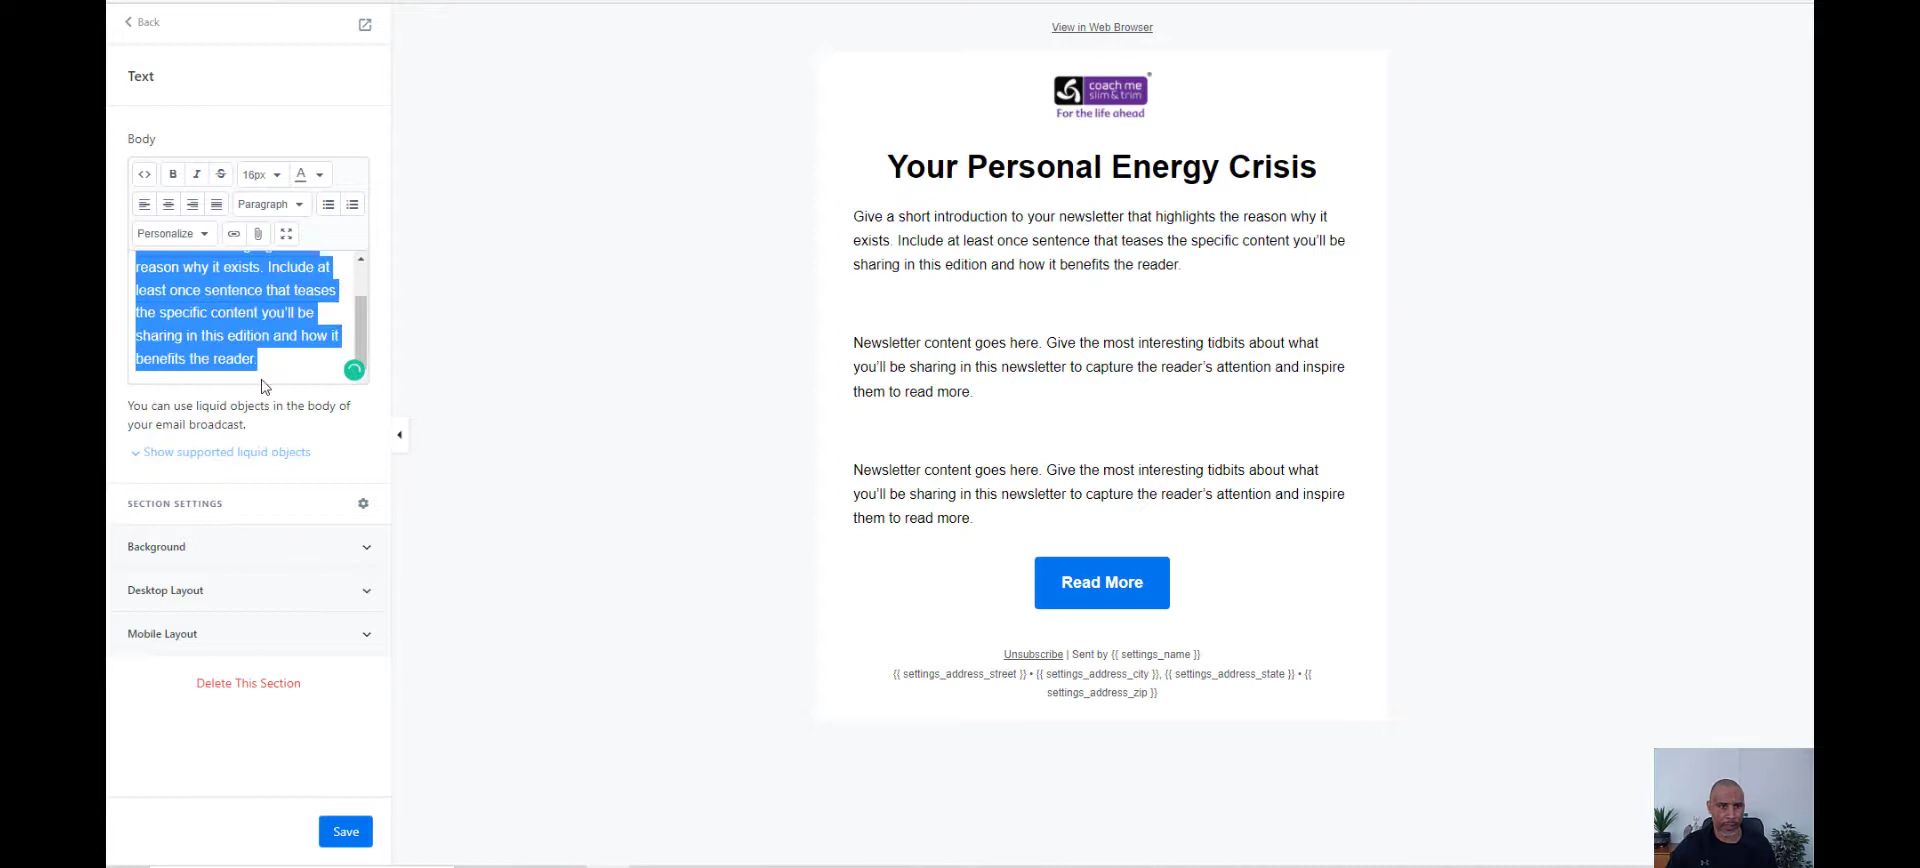 Back
Text
Body
B I S 16px A
Paragraph
Personalize
reason why it exists. Include at
least once sentence that teases
the specific content you'll be
sharing in this edition and how it
benefits the reader.
You can use liquid objects in the body of
your email broadcast.
Show supported liquid objects
SECTION SETTINGS
Background
Desktop Layout
Mobile Layout
Delete This Section
Save
View in Web Browser
coach me
slim & trim
For the life ahead
Your Personal Energy Crisis
Give a short introduction to your newsletter that highlights the reason why it
exists. Include at least once sentence that teases the specific content you'll be
sharing in this edition and how it benefits the reader.
Newsletter content goes here. Give the most interesting tidbits about what
you'll be sharing in this newsletter to capture the reader's attention and inspire
them to read more.
Newsletter content goes here. Give the most interesting tidbits about what
you'll be sharing in this newsletter to capture the reader's attention and inspire
them to read more.
Read More
Unsubscribe | Sent by {{ settings_name }}
{{ settings_address_street }} • {{ settings_address_city }}, {{ settings_address_state }} • {{
settings_address_zip }}